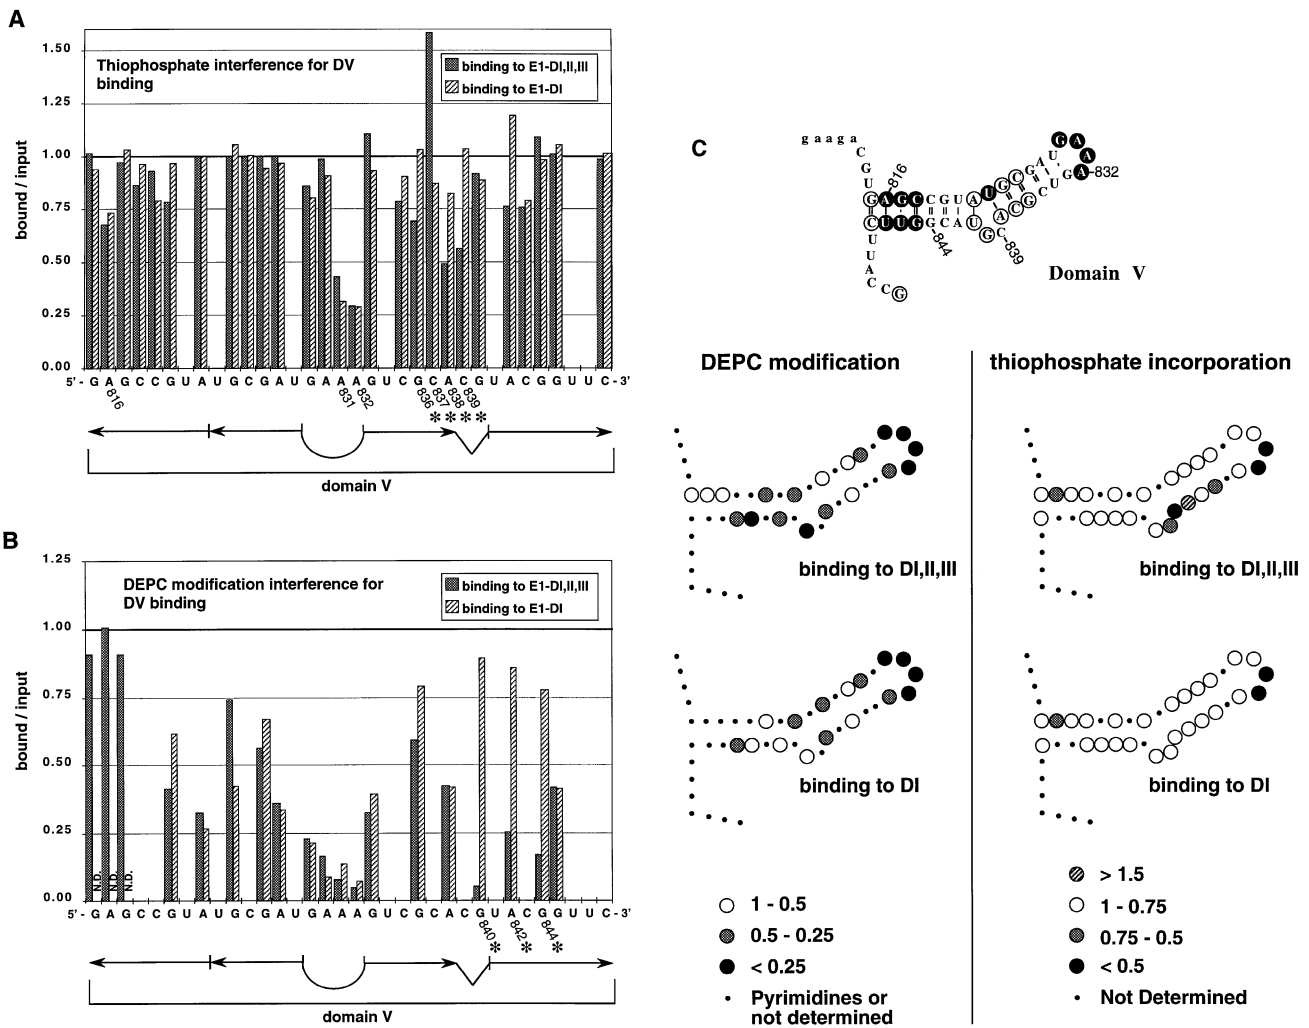 A
1.50
1.25
1.00
0.75
0.50
0.25
0.00
bound / input
Thiophosphate interference for DV
binding
binding to E1-DI,II,III
binding to E1-DI
5' - G A G C C G U A U G C G A U G A A A G U C G C A C G U A C G G U U C - 3'
816 831 832 836 837 838 839
* * * *
domain V
B
1.25
1.00
0.75
0.50
0.25
0.00
bound / input
DEPC modification interference for
DV binding
binding to E1-DI,II,III
binding to E1-DI
N.D. N.D. N.D.
5' - G A G C C G U A U G C G A U G A A A G U C G C A C G U A C G G U U C - 3'
840 * 842 * 844 *
domain V
C
g a a g a
C
G
U
G A G C C G U A U G C G A U G A A A G U C G C A C G U A C G G U U C
U
U
A
C C G
816
832
839
844
Domain V
DEPC modification
thiophosphate incorporation
binding to DI,II,III
binding to DI,II,III
binding to DI
binding to DI
1 - 0.5
0.5 - 0.25
< 0.25
Pyrimidines or
not determined
> 1.5
1 - 0.75
0.75 - 0.5
< 0.5
Not Determined